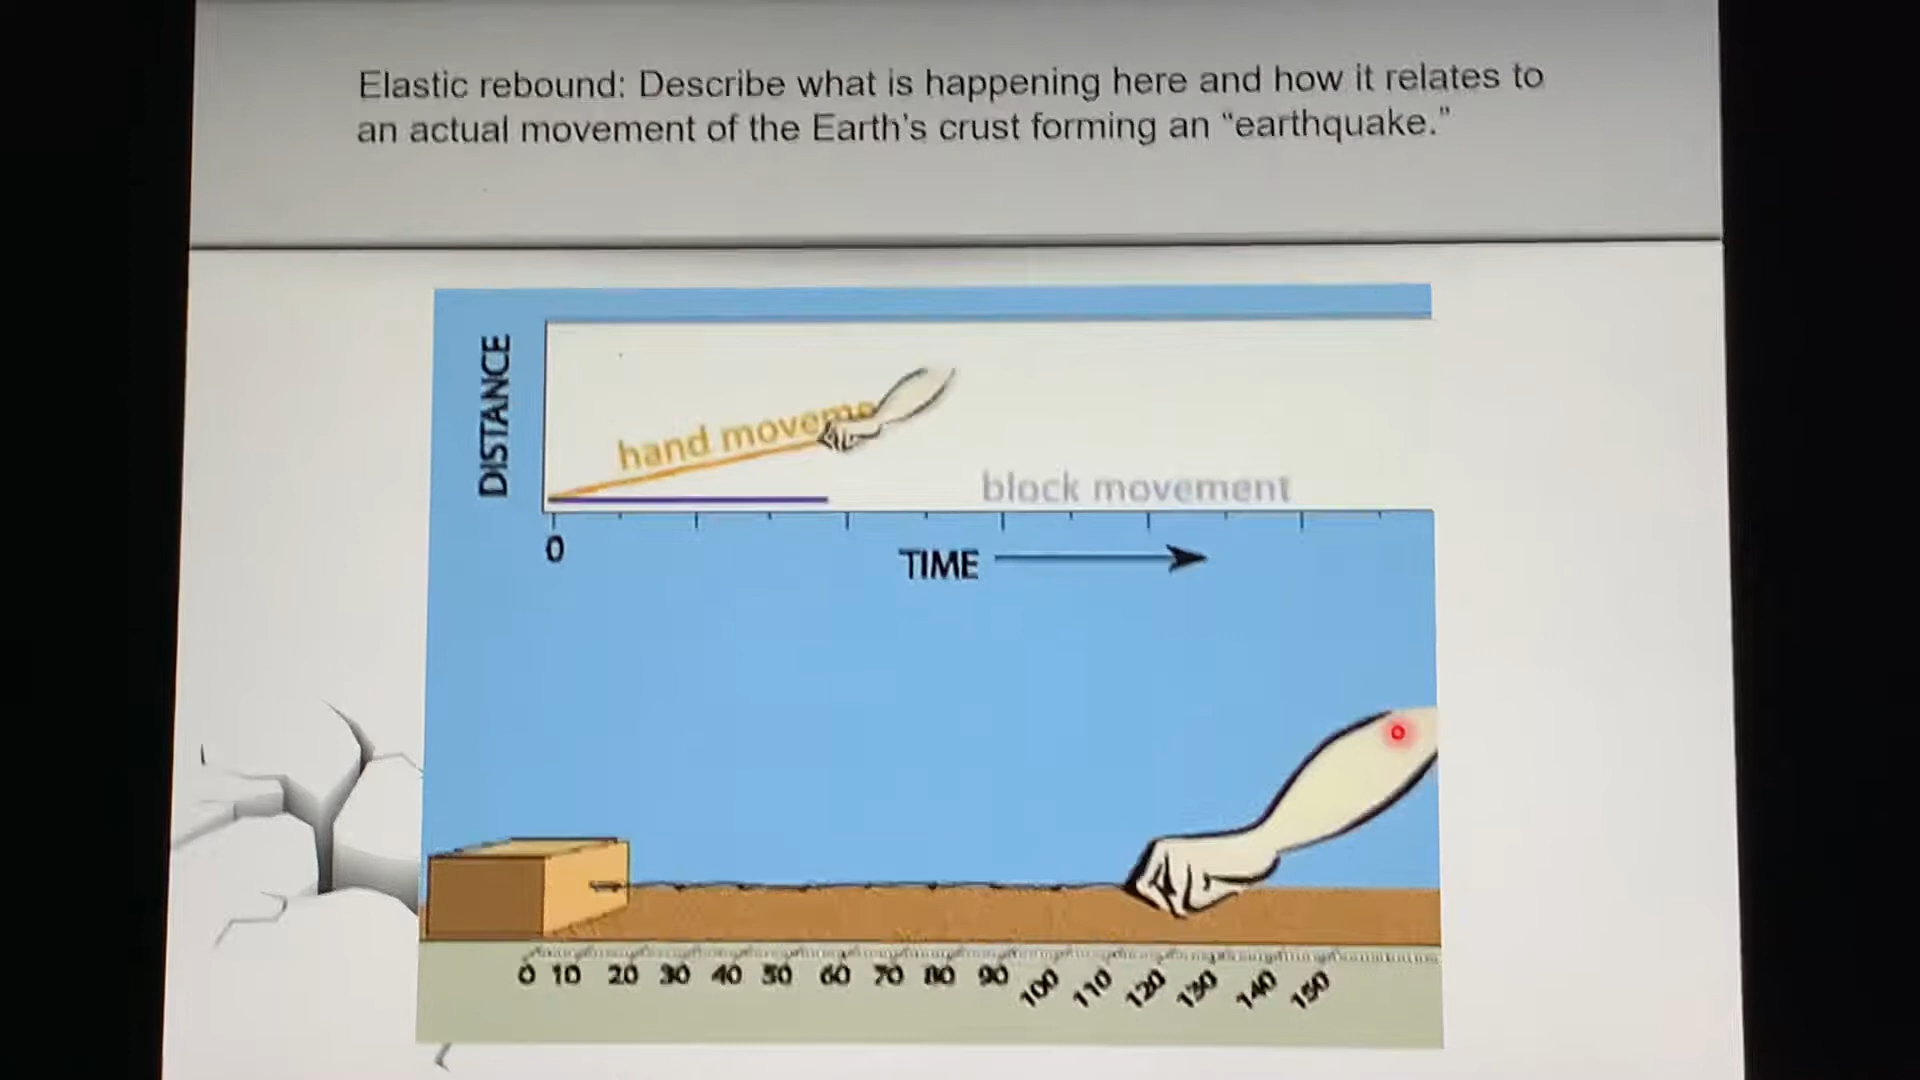 Elastic rebound: Describe what is happening here and how it relates to
an actual movement of the Earth's crust forming an “earthquake.”
DISTANCE
hand moveme
block movement
0
TIME
0 10 20 30 40 50 60 70 80 90 100 110 120 130 140 150